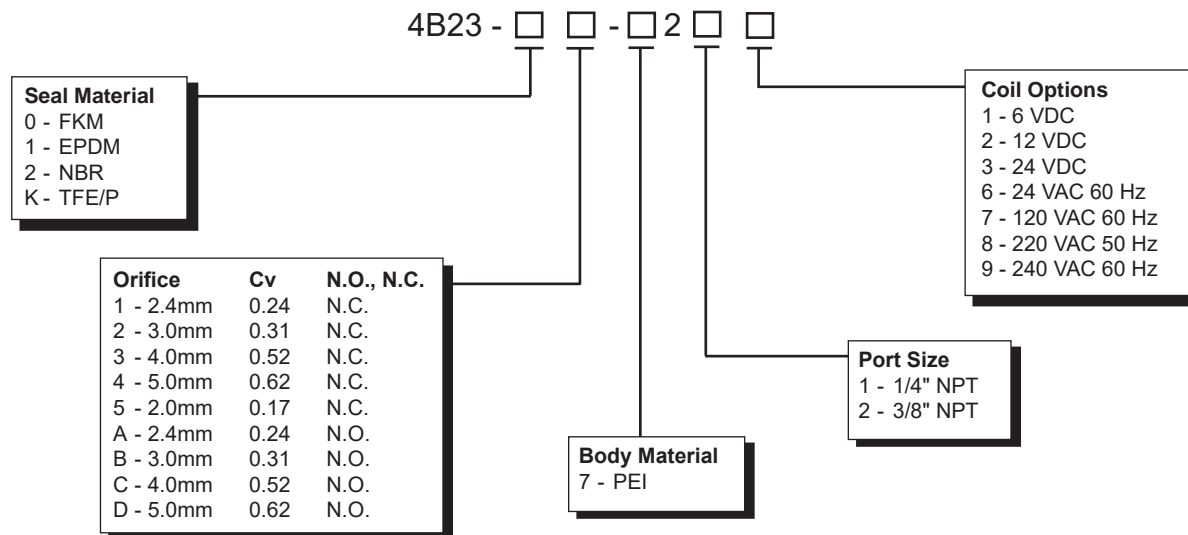 4B23 - □ □ - □ 2 □ □
Seal Material
0 - FKM
1 - EPDM
2 - NBR
K - TFE/P
Orifice Cv N.O., N.C.
1 - 2.4mm 0.24 N.C.
2 - 3.0mm 0.31 N.C.
3 - 4.0mm 0.52 N.C.
4 - 5.0mm 0.62 N.C.
5 - 2.0mm 0.17 N.C.
A - 2.4mm 0.24 N.O.
B - 3.0mm 0.31 N.O.
C - 4.0mm 0.52 N.O.
D - 5.0mm 0.62 N.O.
Body Material
7 - PEI
Port Size
1 - 1/4" NPT
2 - 3/8" NPT
Coil Options
1 - 6 VDC
2 - 12 VDC
3 - 24 VDC
6 - 24 VAC 60 Hz
7 - 120 VAC 60 Hz
8 - 220 VAC 50 Hz
9 - 240 VAC 60 Hz